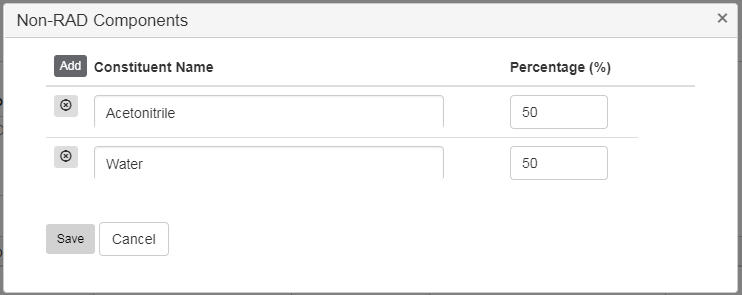 Non-RAD Components ×
Add Constituent Name Percentage (%)
Acetonitrile 50
Water 50
Save Cancel